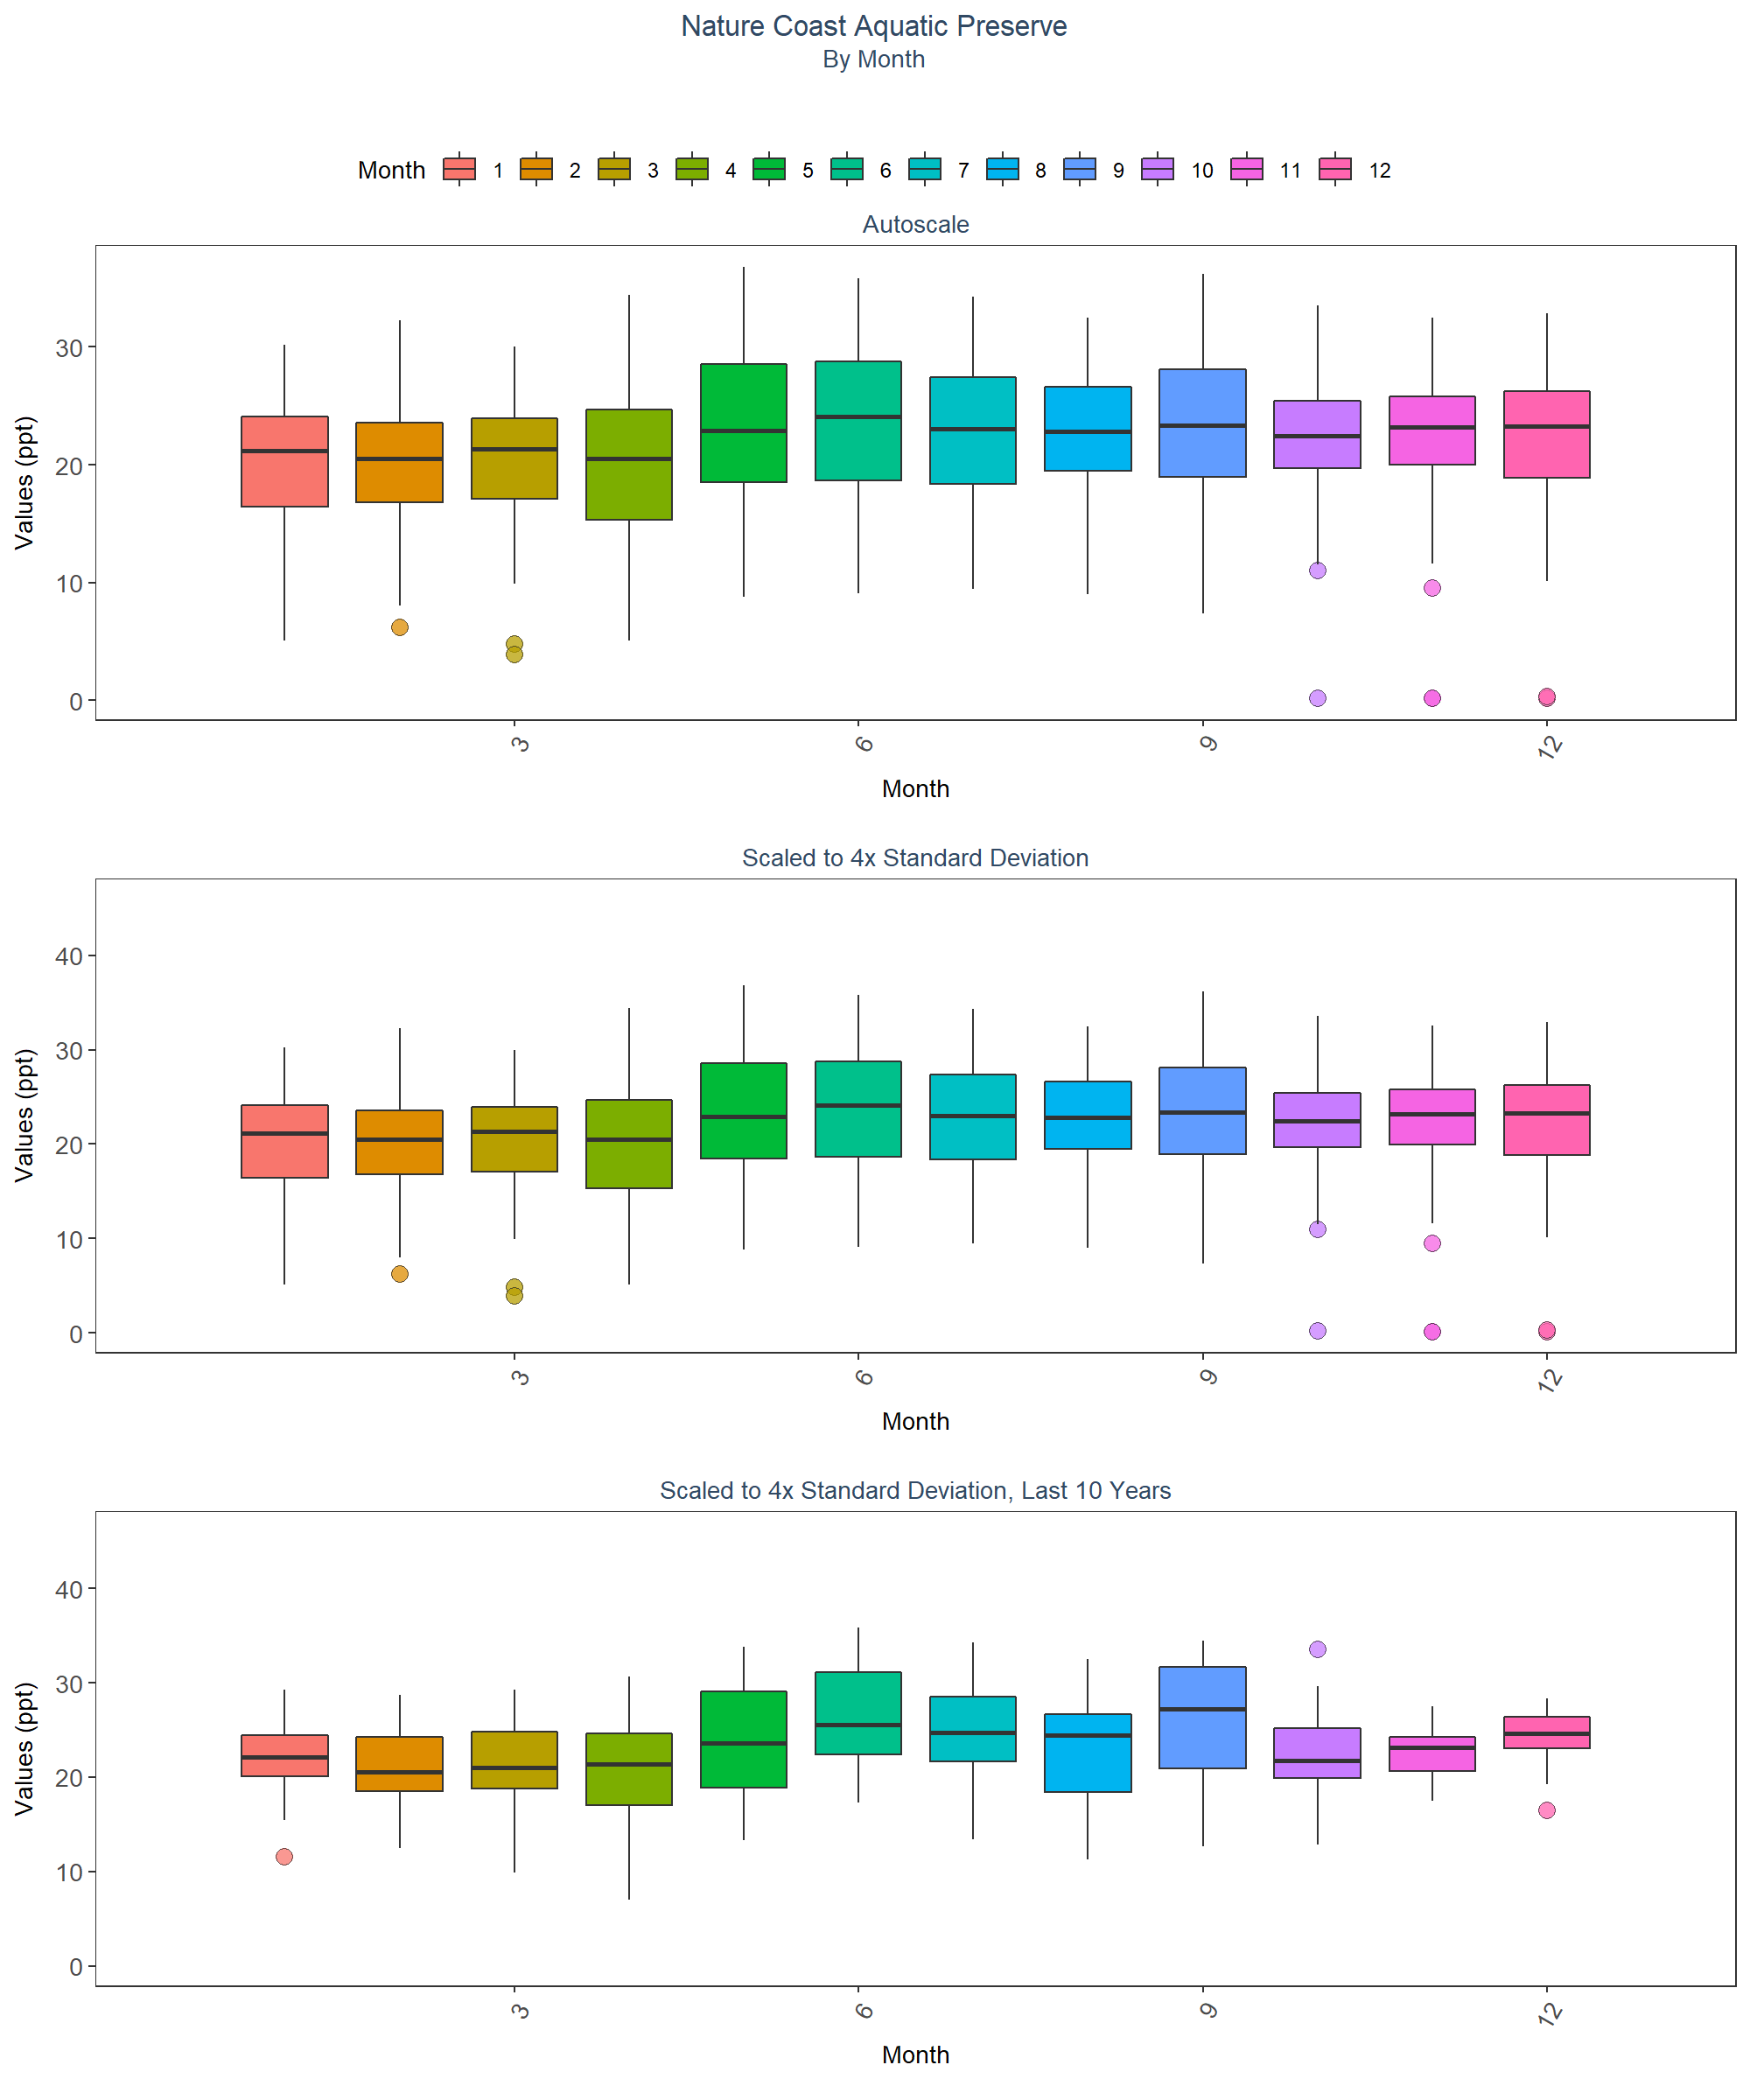 Nature Coast Aquatic Preserve
By Month
Month 1 2 3 4 5 6 7 8 9 10 11 12
Autoscale
Values (ppt)
30
20
10
0
3 6 9 12
Month
Scaled to 4x Standard Deviation
Values (ppt)
40
30
20
10
0
3 6 9 12
Month
Scaled to 4x Standard Deviation, Last 10 Years
Values (ppt)
40
30
20
10
0
3 6 9 12
Month